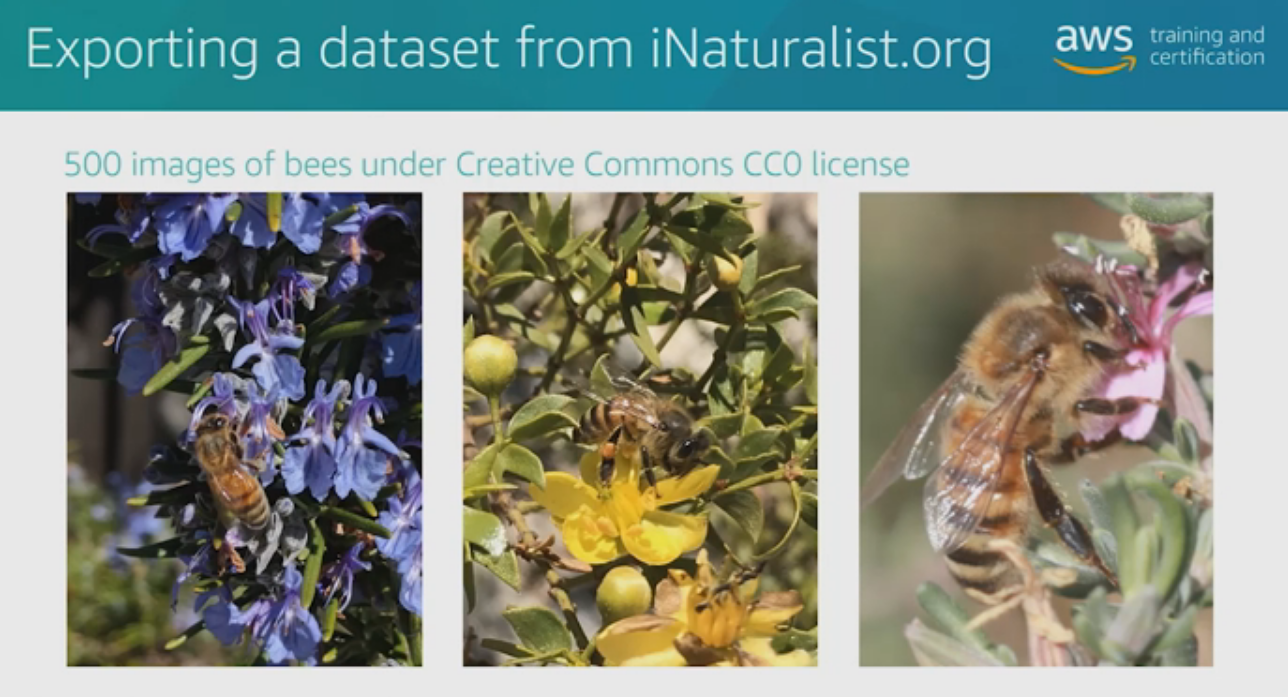 Exporting a dataset from iNaturalist.org
aws training and
certification
500 images of bees under Creative Commons CC0 license